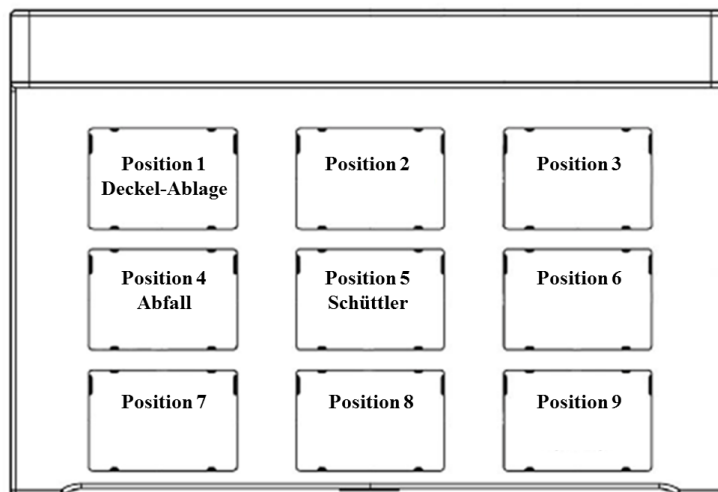 Position 1
Deckel-Ablage
Position 2
Position 3
Position 4
Abfall
Position 5
Schüttler
Position 6
Position 7
Position 8
Position 9